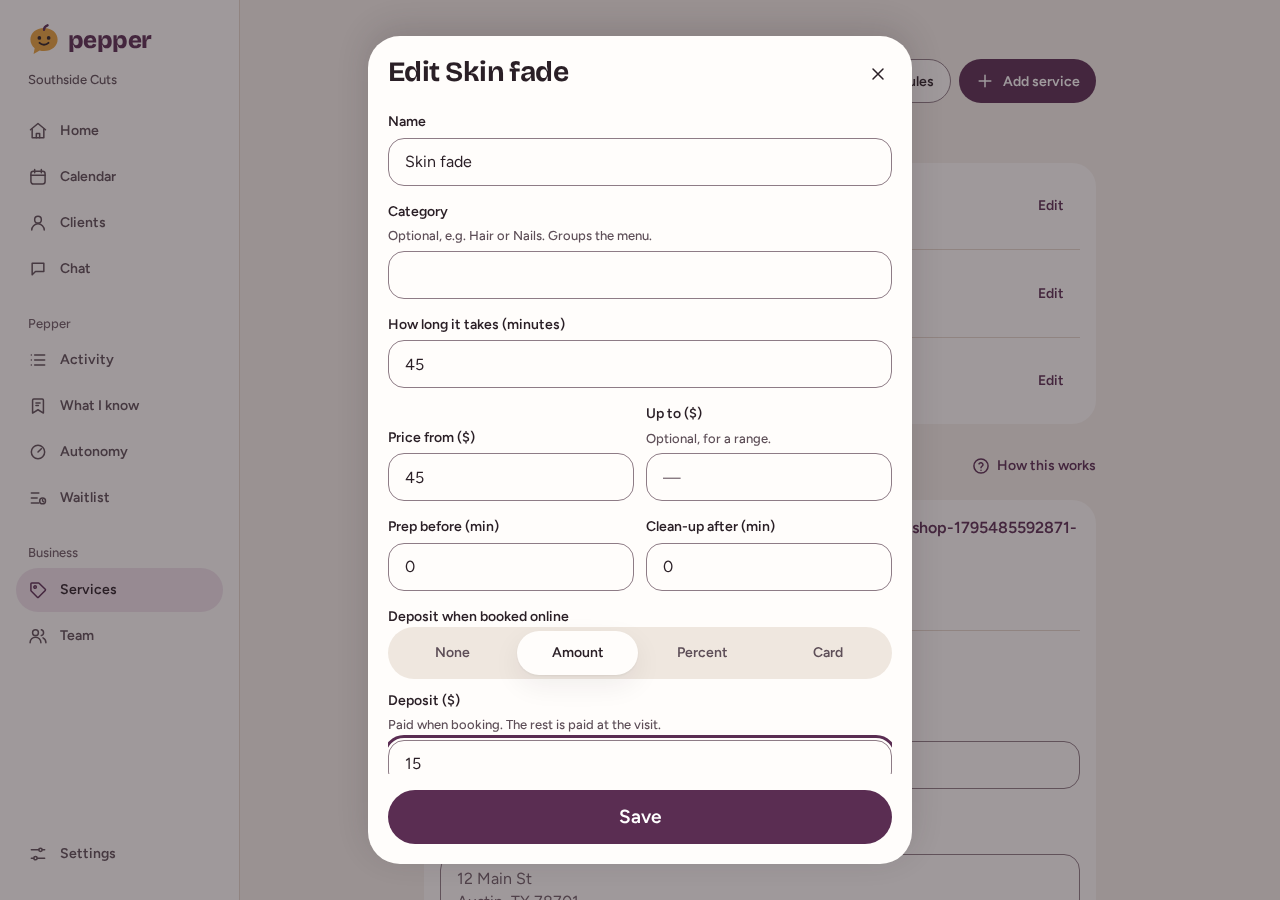 pepper
Southside Cuts
Home
Calendar
Clients
Chat
Pepper
Activity
What I know
Autonomy
Waitlist
Business
Services
Team
Settings
Add service
Edit
Edit
Edit
How this works
shop-1795485592871-
12 Main St
Edit Skin fade
Name
Skin fade
Category
Optional, e.g. Hair or Nails. Groups the menu.
How long it takes (minutes)
45
Price from ($)
45
Up to ($)
Optional, for a range.
—
Prep before (min)
0
Clean-up after (min)
0
Deposit when booked online
None
Amount
Percent
Card
Deposit ($)
Paid when booking. The rest is paid at the visit.
15
Save